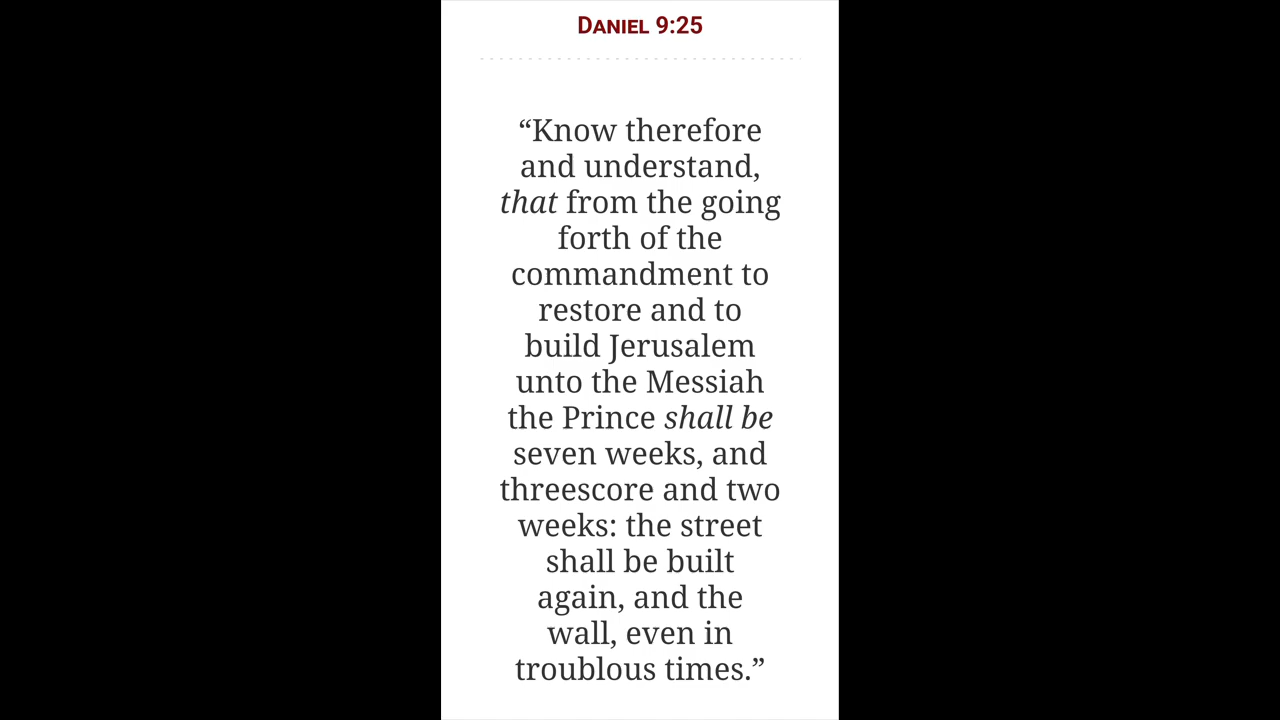 Daniel 9:25
“Know therefore
and understand,
that from the going
forth of the
commandment to
restore and to
build Jerusalem
unto the Messiah
the Prince shall be
seven weeks, and
threescore and two
weeks: the street
shall be built
again, and the
wall, even in
troublous times.”